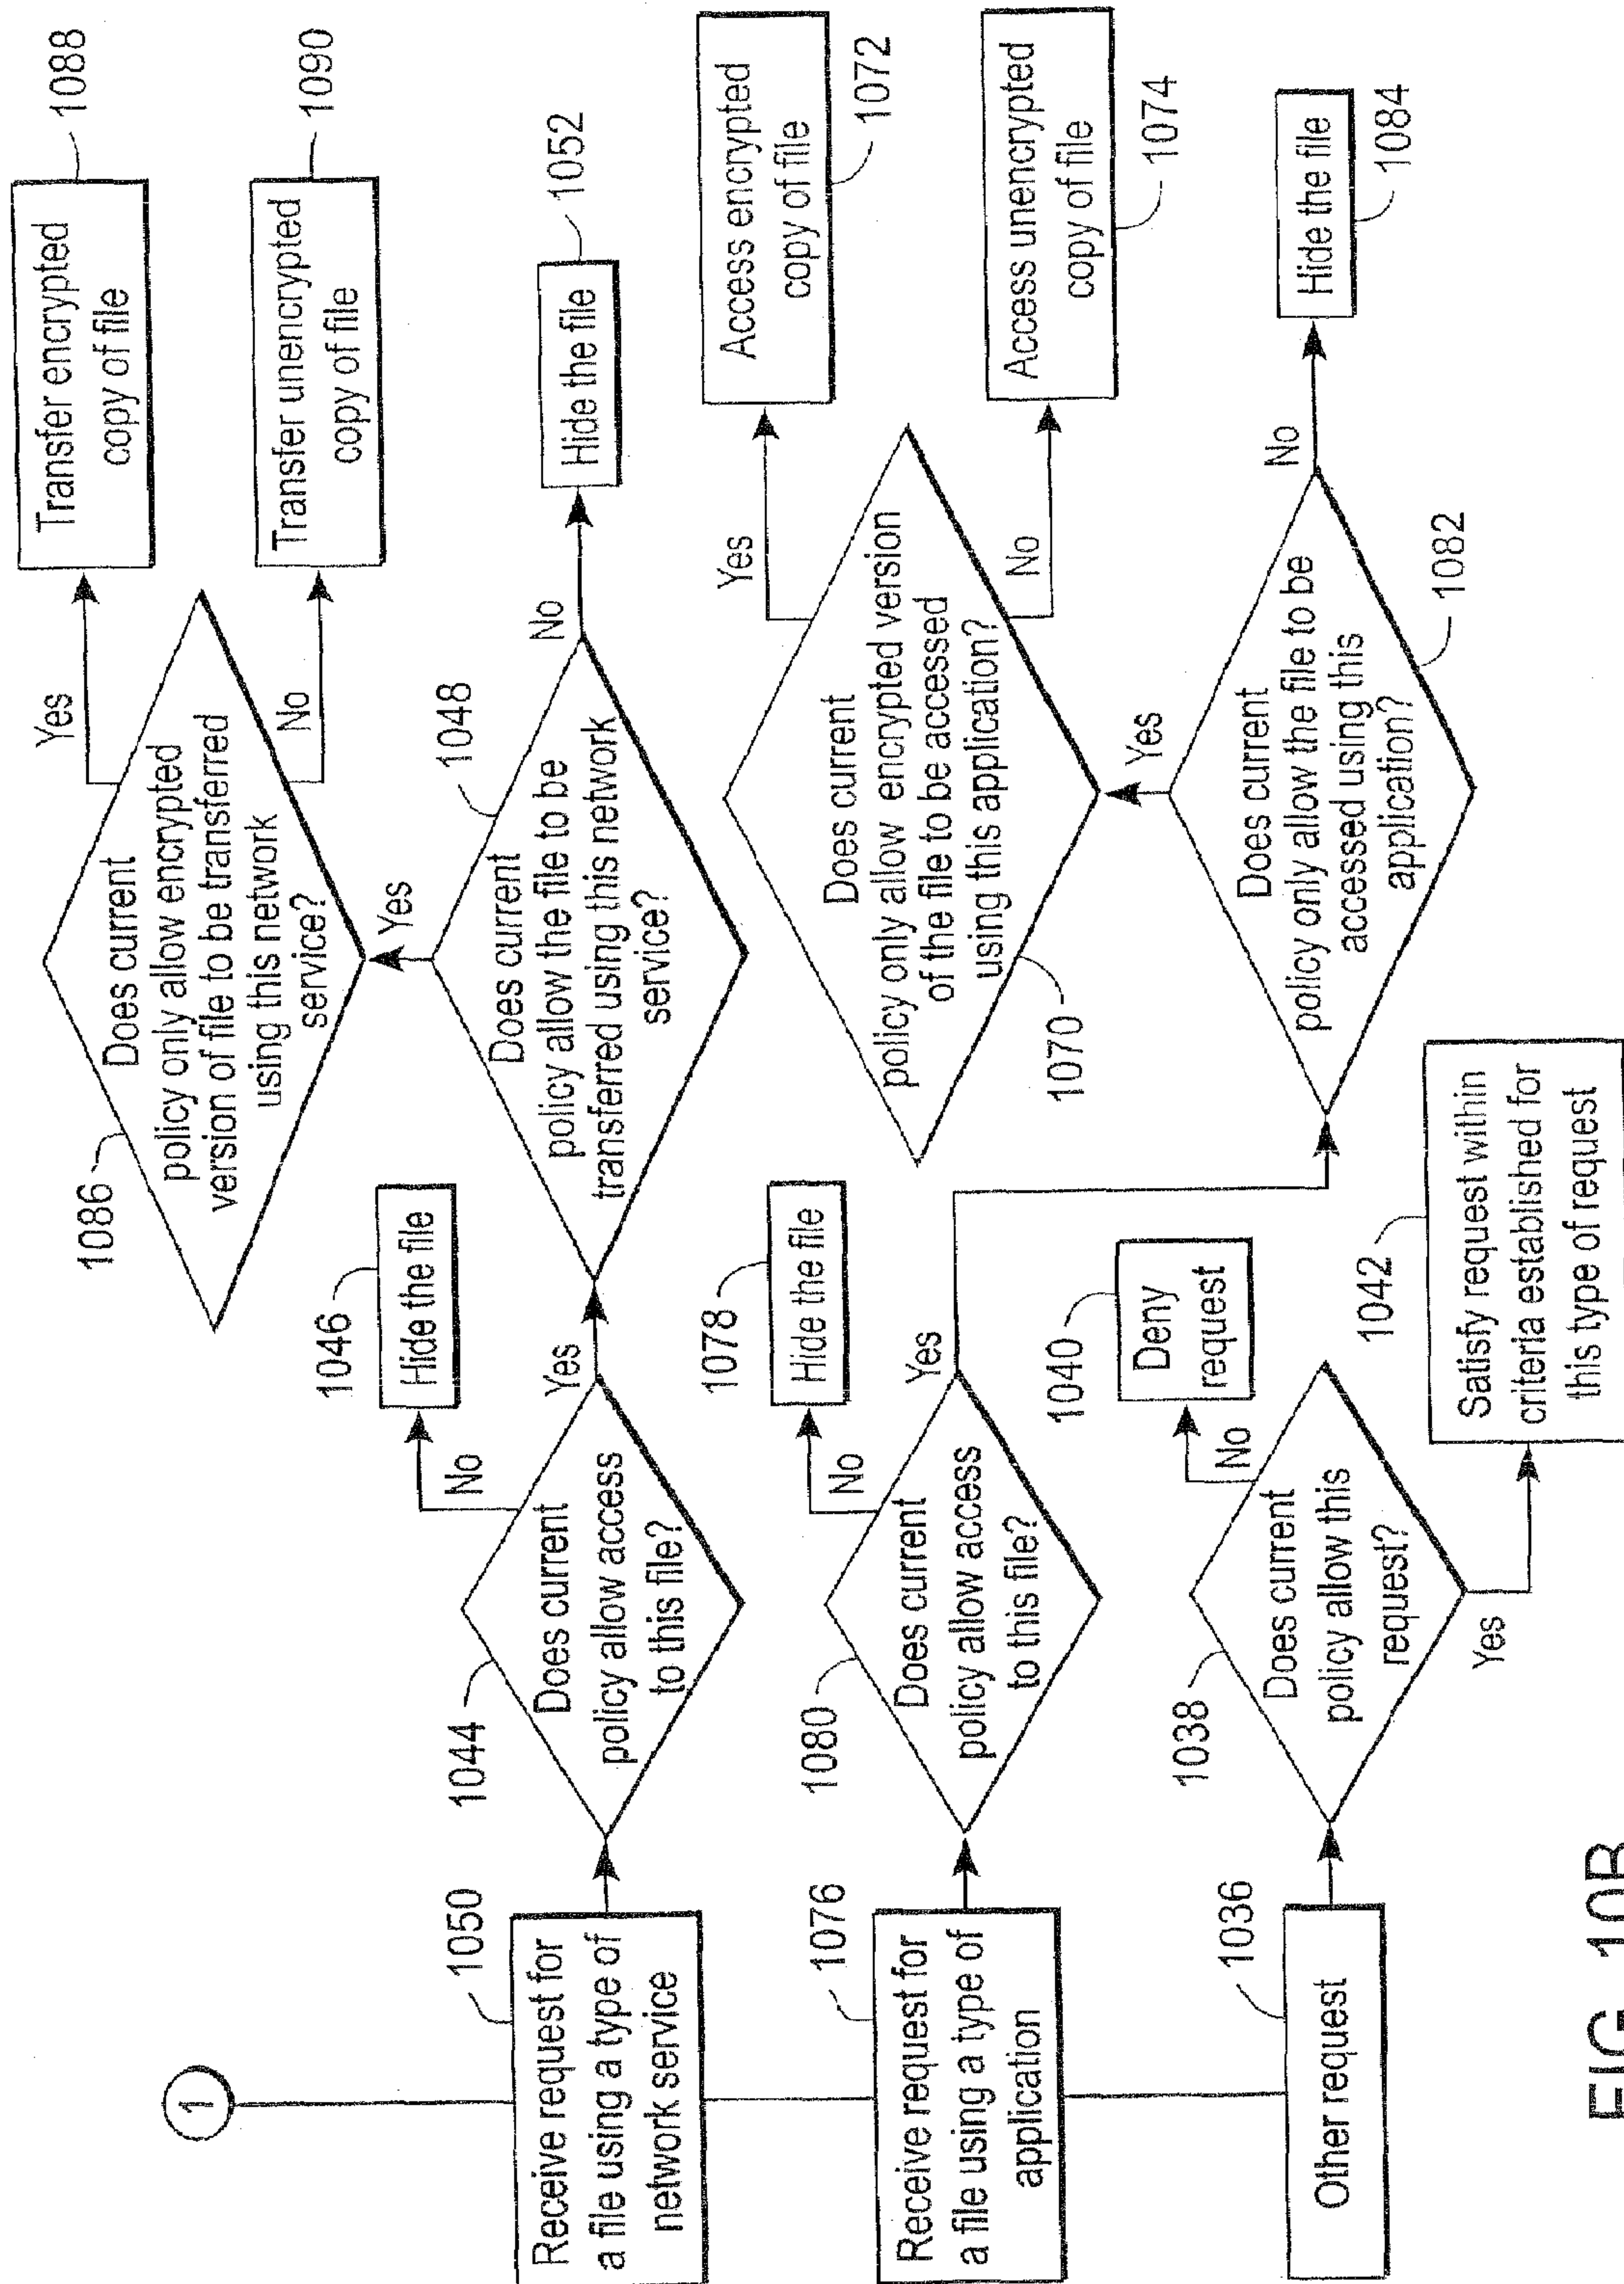 1
Receive request for
a file using a type of
network service
1050
Does current
policy allow access
to this file?
1044
No
Hide the file
1046
Yes
Does current
policy allow the file to be
transferred using this network
service?
1048
No
Hide the file
1052
Yes
Does current
policy only allow encrypted
version of file to be transferred
using this network
service?
1086
Yes
Transfer encrypted
copy of file
1088
No
Transfer unencrypted
copy of file
1090
Receive request for
a file using a type of
application
1076
Does current
policy allow access
to this file?
1080
No
Hide the file
1078
Yes
Does current
policy only allow the file to be
accessed using this
application?
1082
No
Hide the file
1084
Yes
Does current
policy only allow encrypted version
of the file to be accessed
using this application?
1070
Yes
Access encrypted
copy of file
1072
No
Access unencrypted
copy of file
1074
Other request
1036
Does current
policy allow this
request?
1038
No
Deny
request
1040
Yes
Satisfy request within
criteria established for
this type of request
1042
FIG. 10B